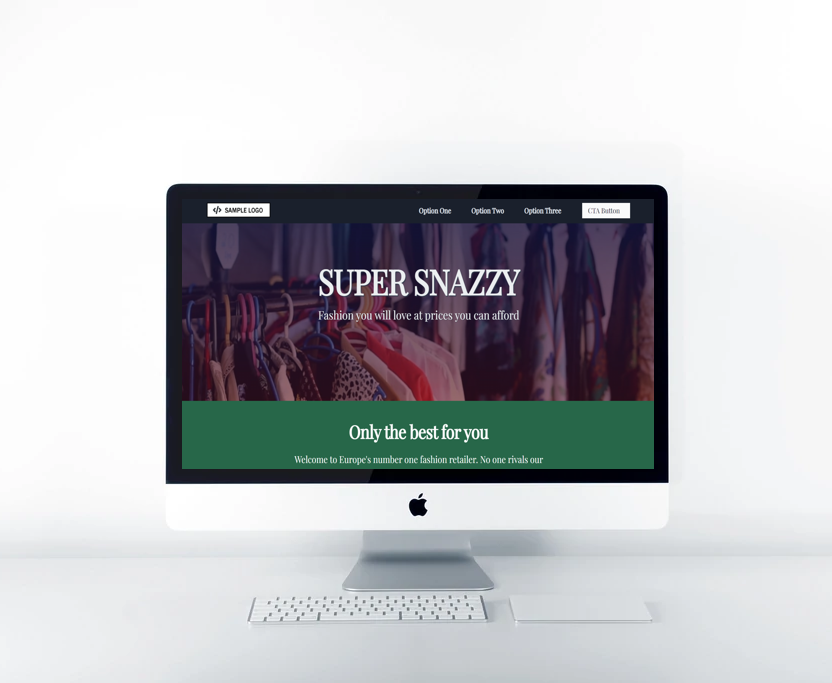 </> SAMPLE LOGO
Option One Option Two Option Three CTA Button
SUPER SNAZZY
Fashion you will love at prices you can afford
Only the best for you
Welcome to Europe's number one fashion retailer. No one rivals our